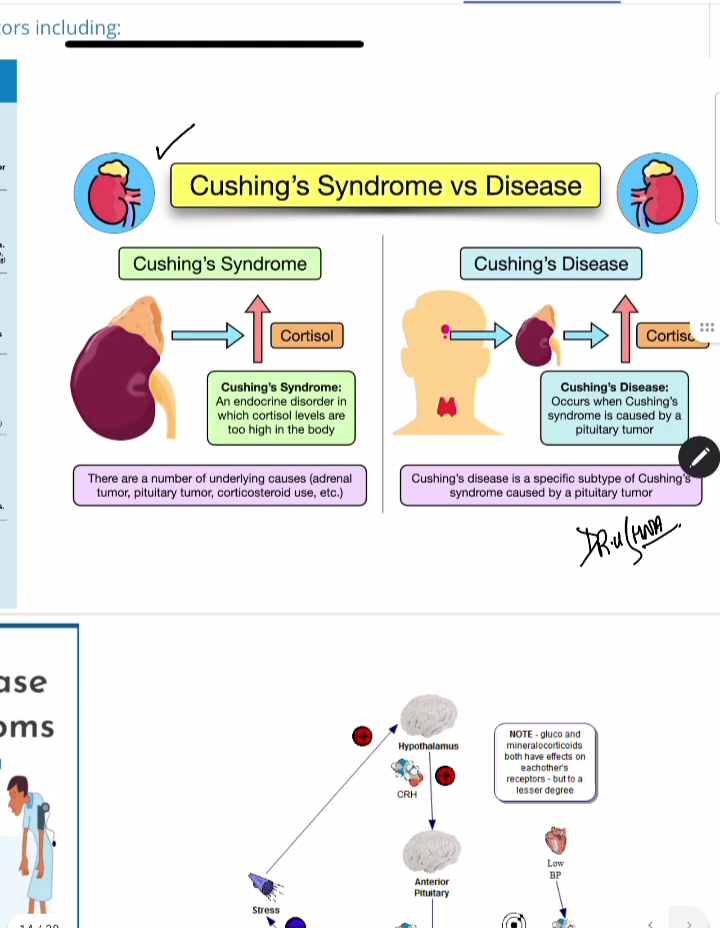 ors including:
Cushing's Syndrome vs Disease
Cushing's Syndrome
Cushing's Disease
Cortisol
Cortisc
Cushing's Syndrome:
An endocrine disorder in
which cortisol levels are
too high in the body
Cushing's Disease:
Occurs when Cushing's
syndrome is caused by a
pituitary tumor
There are a number of underlying causes (adrenal
tumor, pituitary tumor, corticosteroid use, etc.)
Cushing's disease is a specific subtype of Cushing's
syndrome caused by a pituitary tumor
ase
oms
Hypothalamus
CRH
NOTE - gluco and
mineralocorticoids
both have effects on
eachother's
receptors - but to a
lesser degree
Anterior
Pituitary
Low
BP
Stress